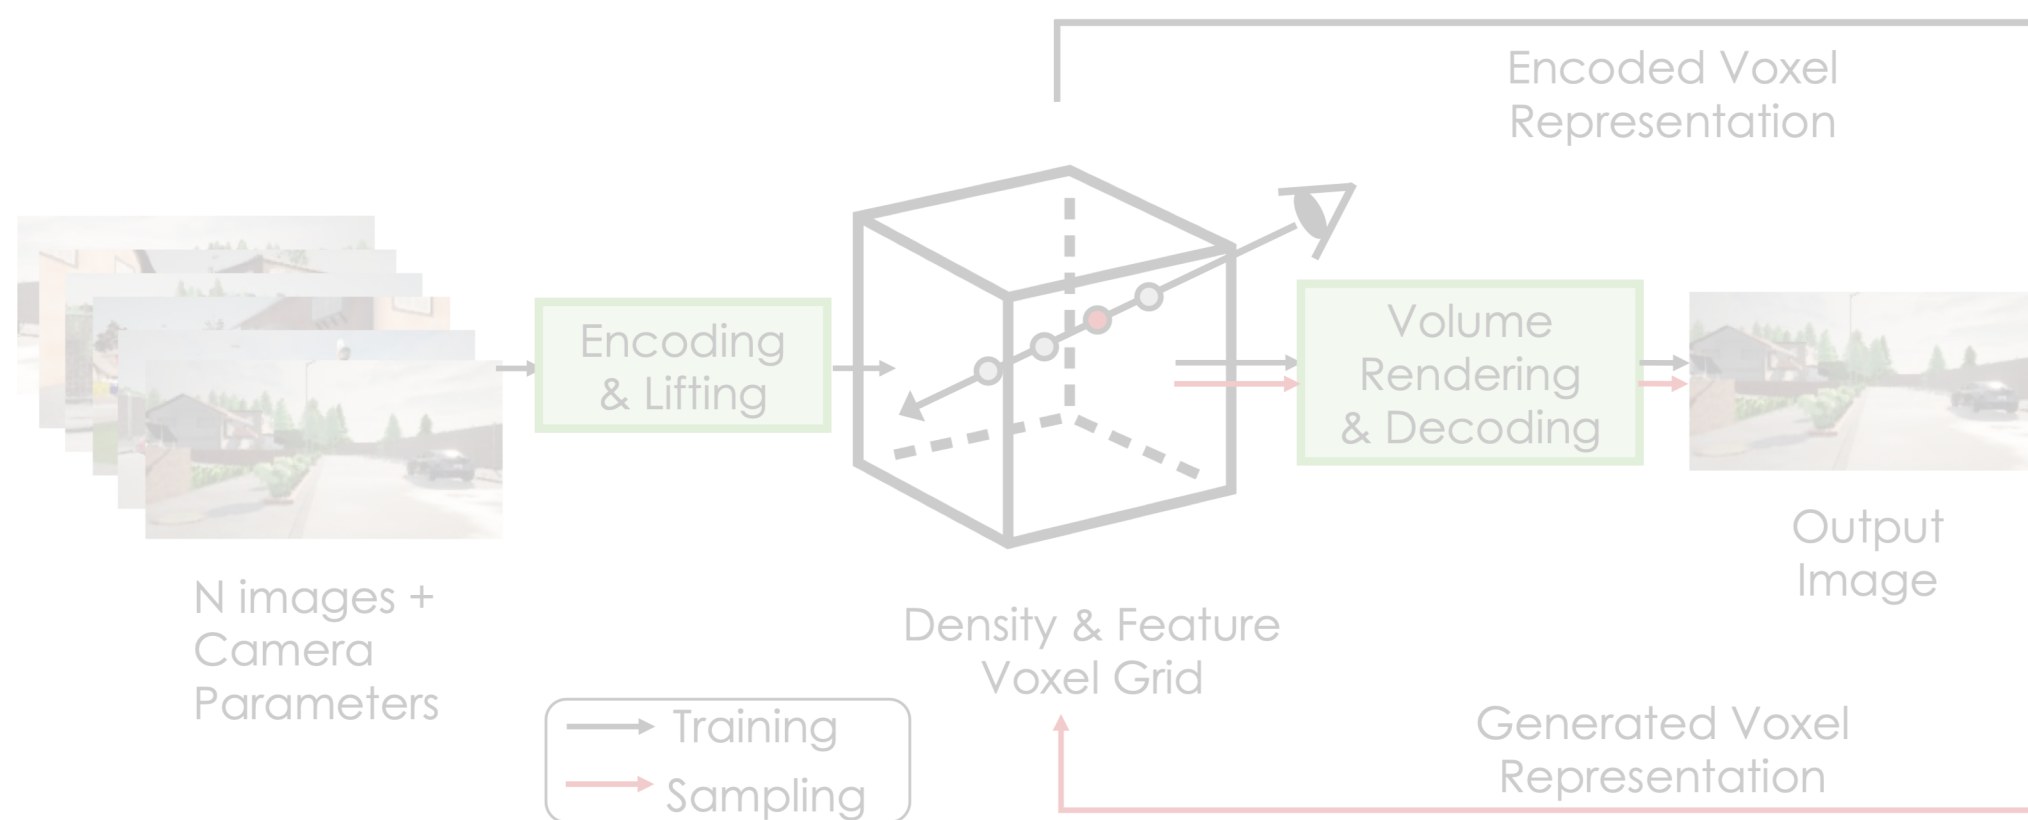 Encoded Voxel
Representation
Encoding
& Lifting
Volume
Rendering
& Decoding
N images +
Camera
Parameters
Density & Feature
Voxel Grid
Output
Image
Training
Sampling
Generated Voxel
Representation